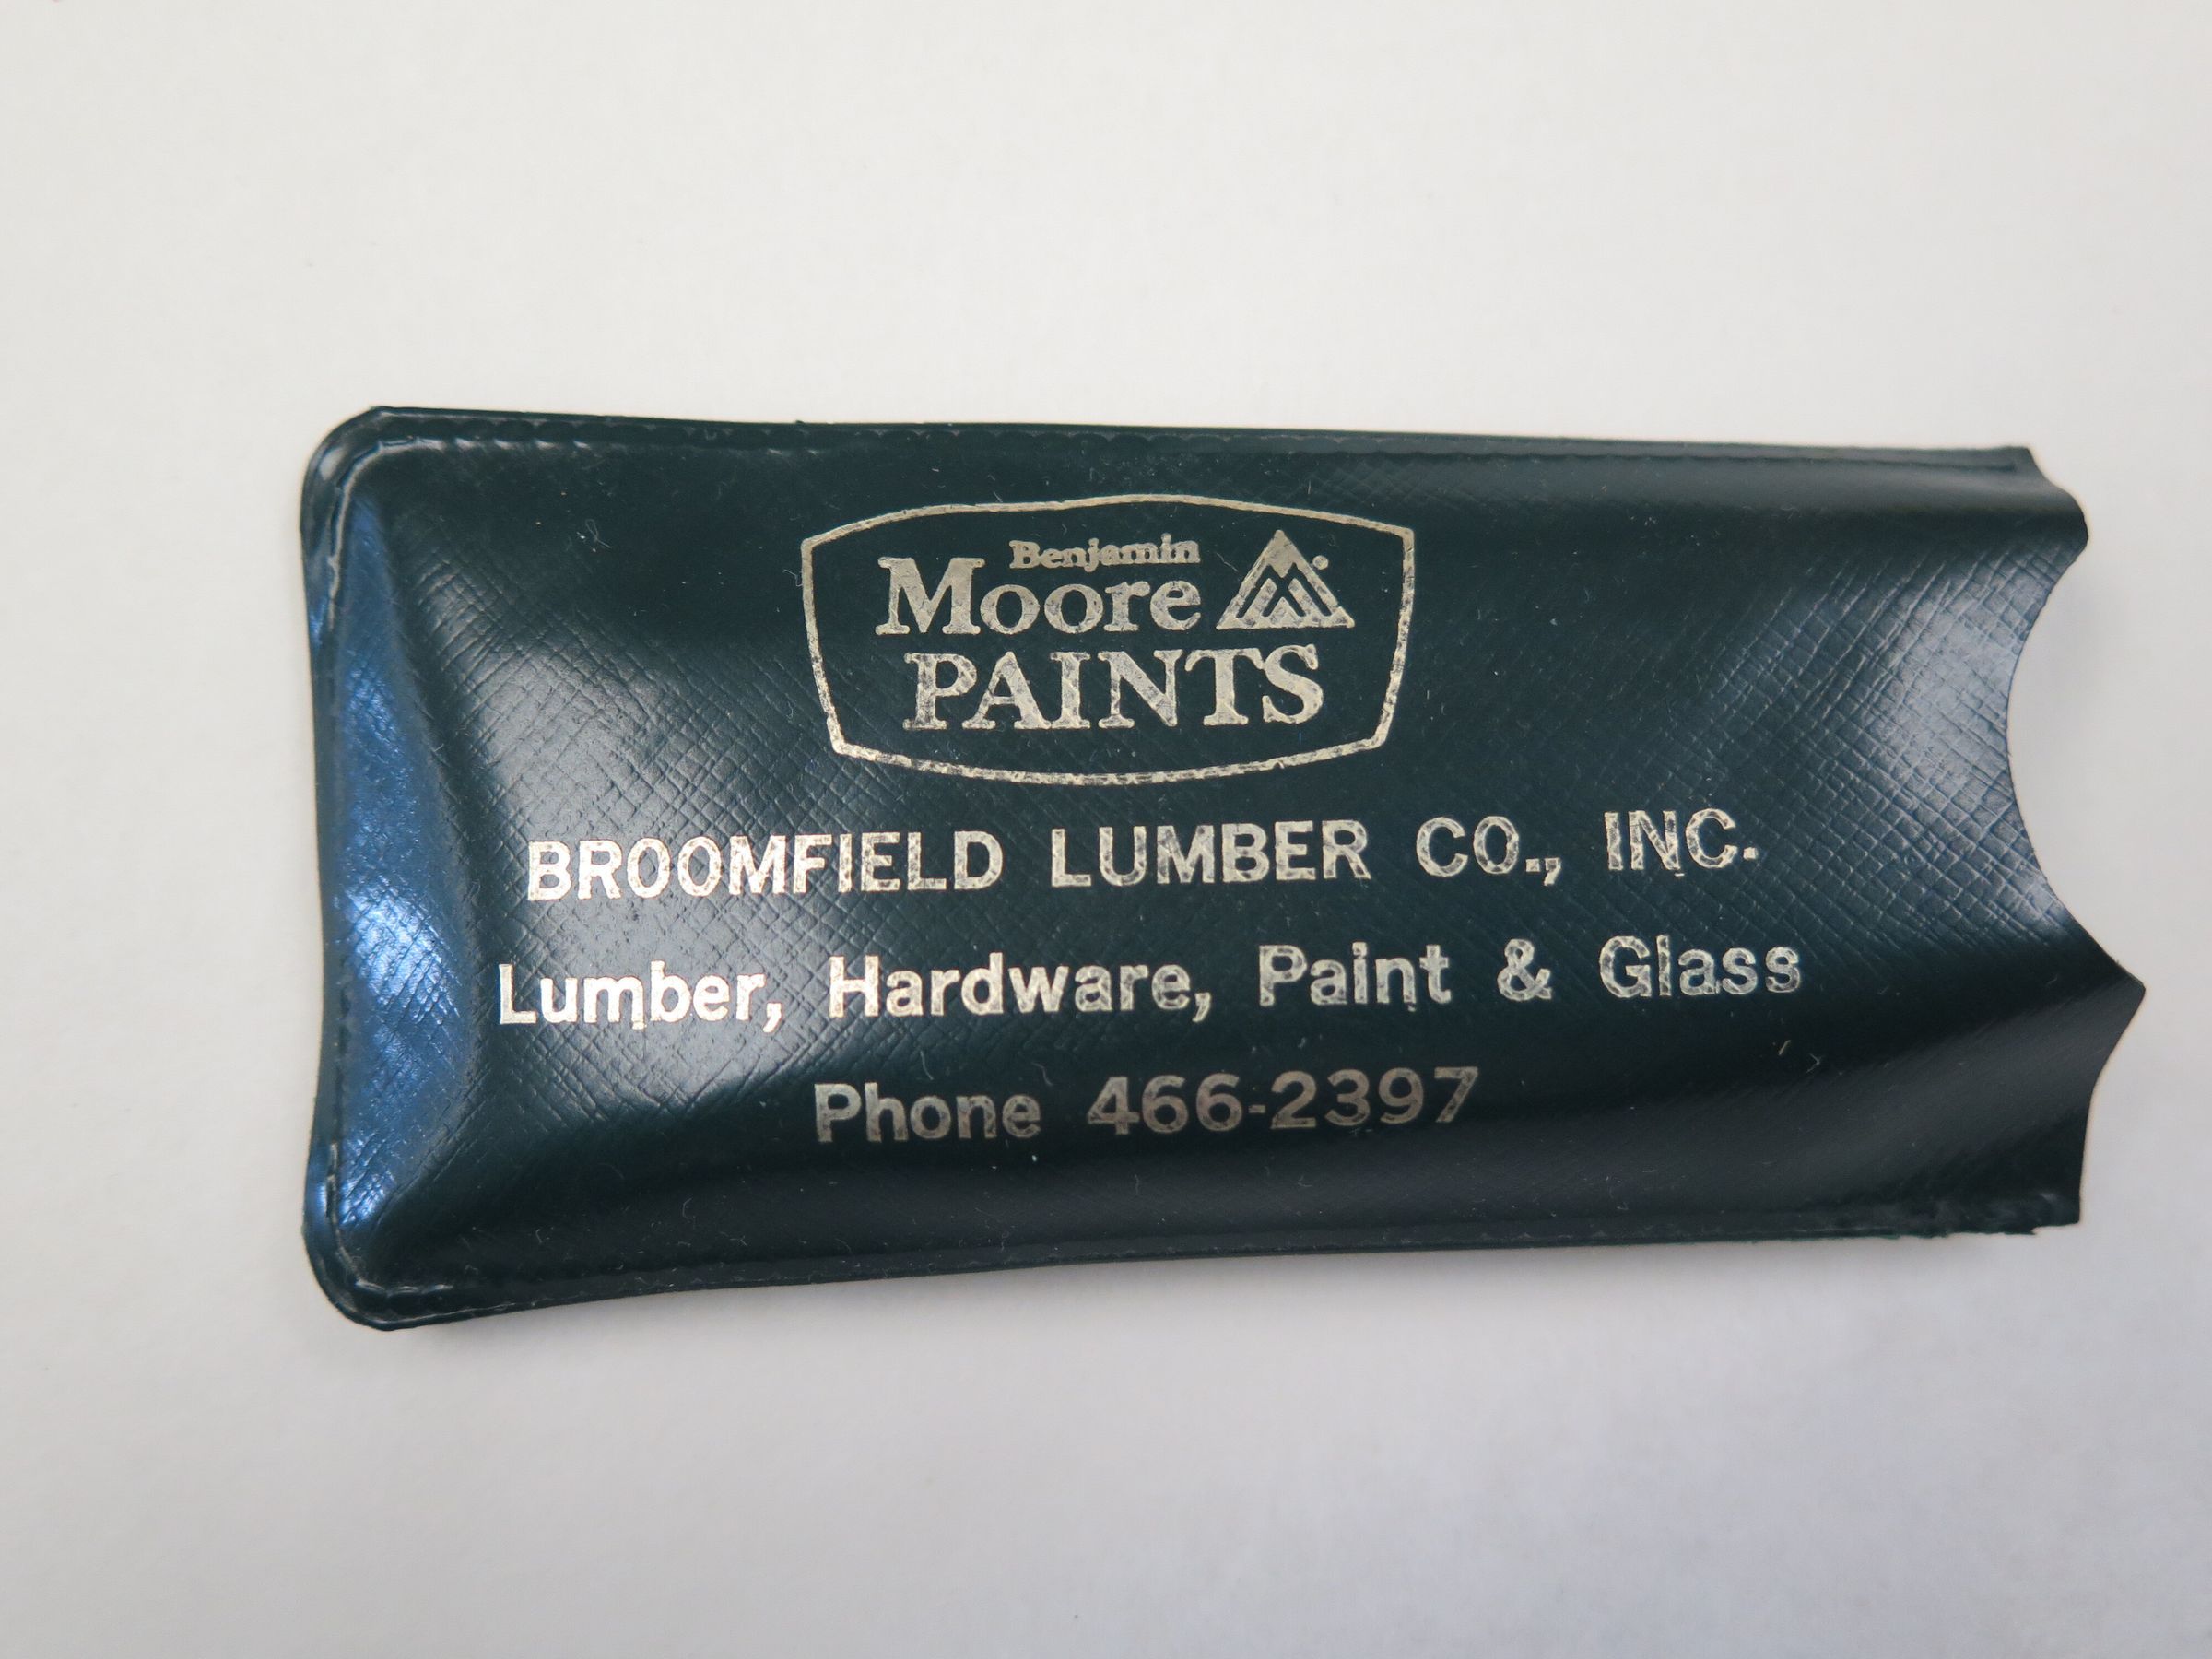 Benjamin
Moore
PAINTS
BROOMFIELD LUMBER CO., INC.
Lumber, Hardware, Paint & Glass
Phone 466-2397